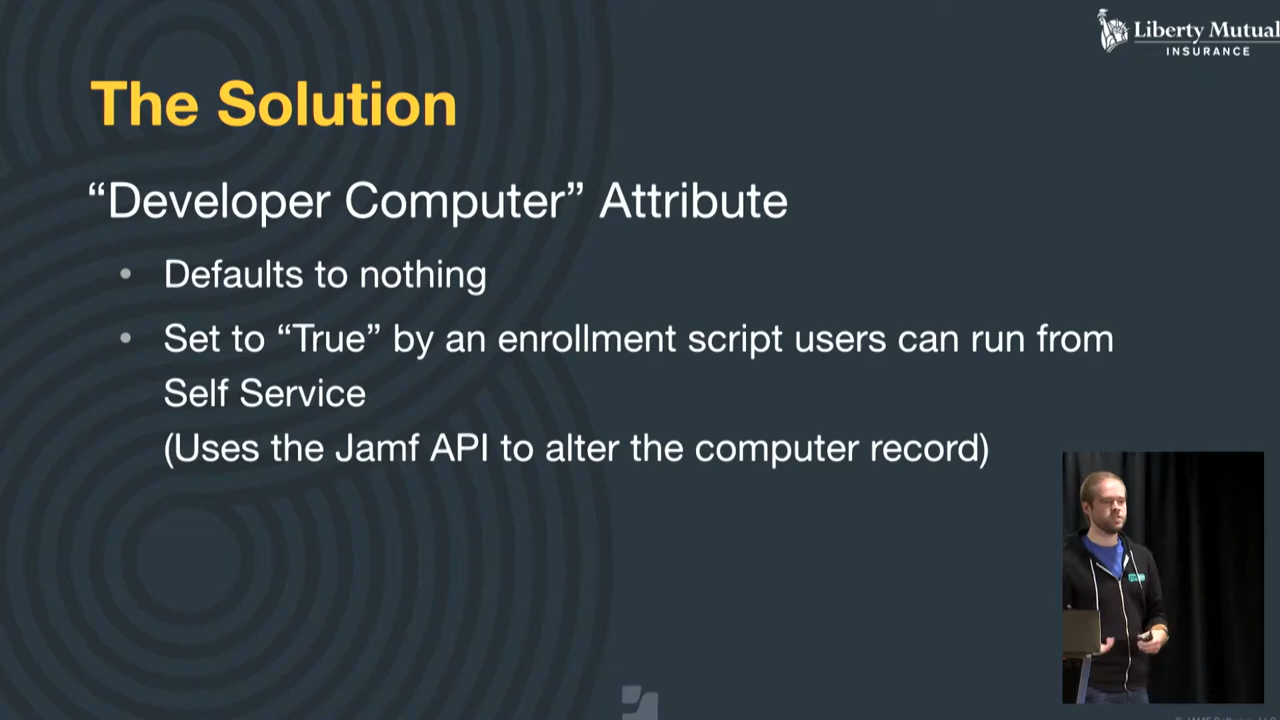 Liberty Mutual
INSURANCE
The Solution
“Developer Computer” Attribute
• Defaults to nothing
• Set to “True” by an enrollment script users can run from
Self Service
(Uses the Jamf API to alter the computer record)